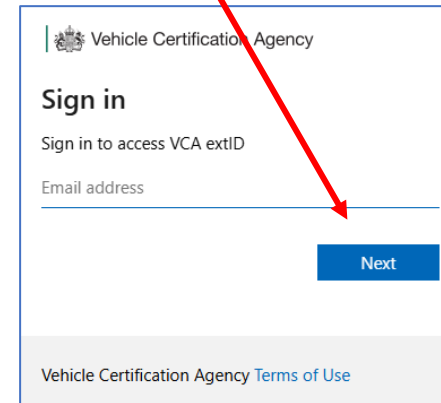 Vehicle Certification Agency
Sign in
Sign in to access VCA extID
Email address
Next
Vehicle Certification Agency Terms of Use